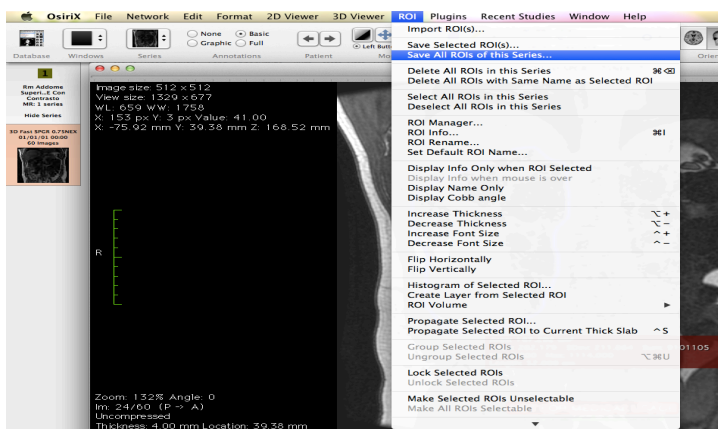 OsiriX File Network Edit Format 2D Viewer 3D Viewer ROI Plugins Recent Studies Window Help
None Basic
Graphic Full
Left Butt
Database Windows Series Annotations Patient Mo
Orien
1
Rm Addome
Superi...E Con
Contrasto
MR: 1 series
Hide Series
3D Fast SPGR 0.75NEX
01/01/01 00:00
60 Images
Image size: 512 x 512
View size: 1329 x 677
WL: 659 WW: 1758
X: 153 px Y: 3 px Value: 41.00
X: -75.92 mm Y: 39.38 mm Z: 168.52 mm
R
Zoom: 132% Angle: 0
Im: 24/60 (P -> A)
Uncompressed
Thickness: 4.00 mm Location: 39.38 mm
Import ROI(s)...
Save Selected ROI(s)...
Save All ROIs of this Series...
Delete All ROIs in this Series ⌘⌫
Delete All ROIs with Same Name as Selected ROI
Select All ROIs in this Series
Deselect All ROIs in this Series
ROI Manager...
ROI Info... ⌘I
ROI Rename...
Set Default ROI Name...
Display Info Only when ROI Selected
Display Info when mouse is over
Display Name Only
Display Cobb angle
Increase Thickness ⌥+
Decrease Thickness ⌥−
Increase Font Size ^+
Decrease Font Size ^−
Flip Horizontally
Flip Vertically
Histogram of Selected ROI...
Create Layer from Selected ROI
ROI Volume ▶
Propagate Selected ROI...
Propagate Selected ROI to Current Thick Slab ^S
Group Selected ROIs
Ungroup Selected ROIs ⌥⌘U
Lock Selected ROIs
Unlock Selected ROIs
Make Selected ROIs Unselectable
Make All ROIs Selectable
01105